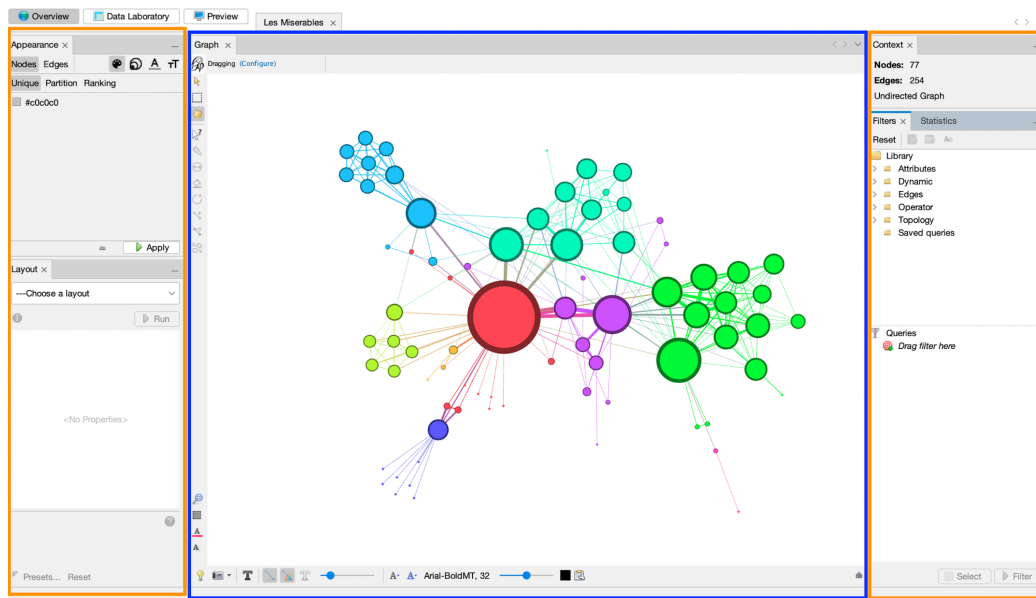 Overview
Data Laboratory
Preview
Les Miserables
Appearance
Nodes Edges
Unique Partition Ranking
#c0c0c0
Apply
Layout
---Choose a layout
Run
<No Properties>
Presets... Reset
Graph
Dragging (Configure)
Arial-BoldMT, 32
Context
Nodes: 77
Edges: 254
Undirected Graph
Filters Statistics
Reset
Library
Attributes
Dynamic
Edges
Operator
Topology
Saved queries
Queries
Drag filter here
Select Filter